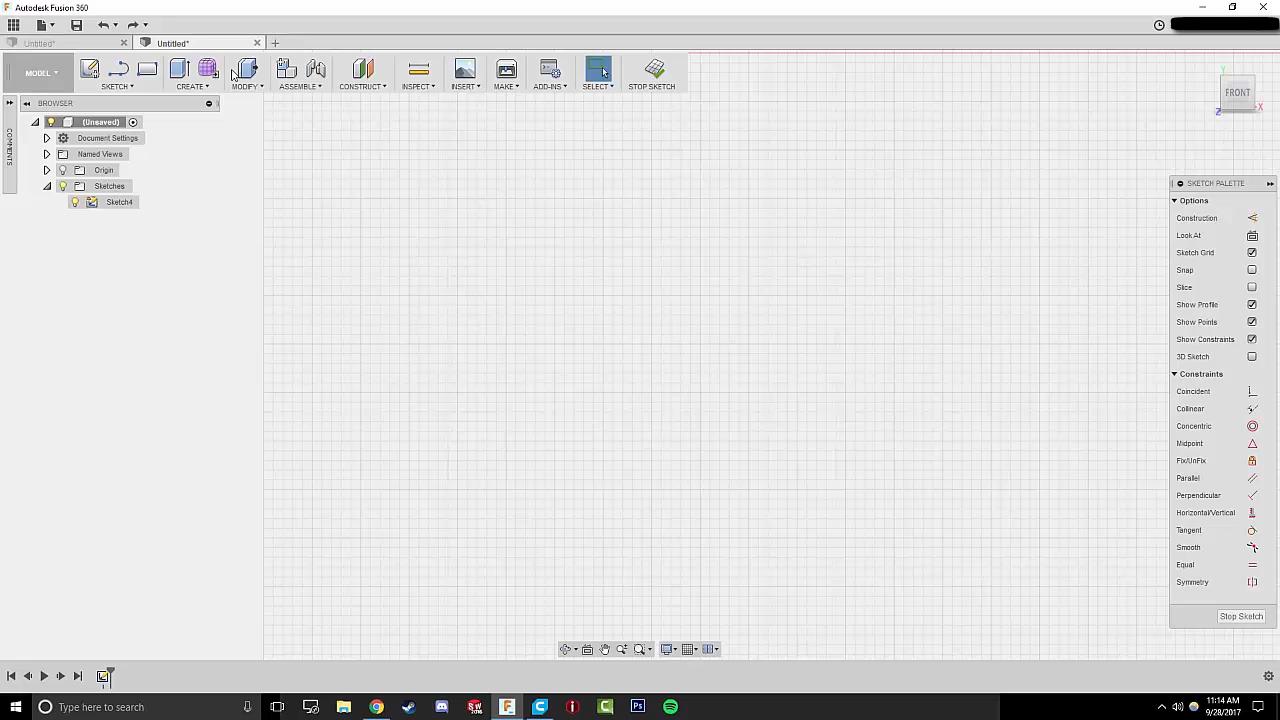 Autodesk Fusion 360
Untitled*
Untitled*
MODEL
SKETCH
CREATE
MODIFY
ASSEMBLE
CONSTRUCT
INSPECT
INSERT
MAKE
ADD-INS
SELECT
STOP SKETCH
FRONT
Y
X
Z
BROWSER
COMMENTS
(Unsaved)
Document Settings
Named Views
Origin
Sketches
Sketch4
SKETCH PALETTE
Options
Construction
Look At
Sketch Grid
Snap
Slice
Show Profile
Show Points
Show Constraints
3D Sketch
Constraints
Coincident
Collinear
Concentric
Midpoint
Fix/UnFix
Parallel
Perpendicular
Horizontal/Vertical
Tangent
Smooth
Equal
Symmetry
Stop Sketch
Type here to search
11:14 AM
9/28/2017